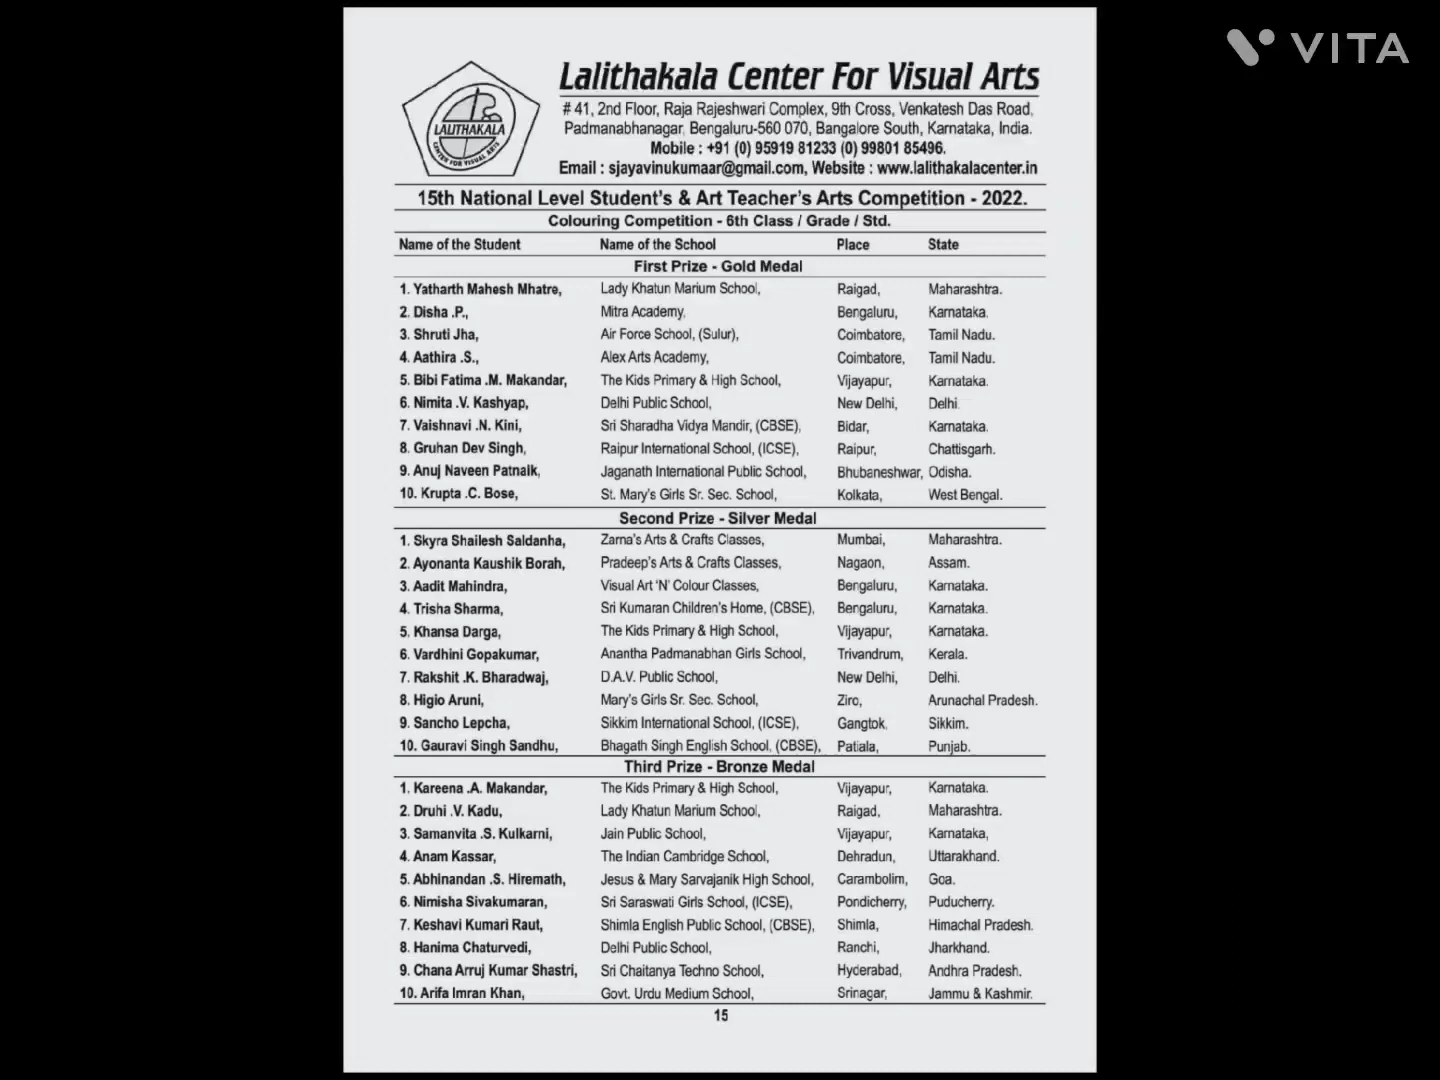 VITA
LALITHAKALA
CENTER FOR VISUAL ARTS
Lalithakala Center For Visual Arts
# 41, 2nd Floor, Raja Rajeshwari Complex, 9th Cross, Venkatesh Das Road,
Padmanabhanagar, Bengaluru-560 070, Bangalore South, Karnataka, India.
Mobile : +91 (0) 95919 81233 (0) 99801 85496.
Email : sjayavinukumaar@gmail.com, Website : www.lalithakalacenter.in
15th National Level Student's & Art Teacher's Arts Competition - 2022.
Colouring Competition - 6th Class / Grade / Std.
Name of the Student Name of the School Place State
First Prize - Gold Medal
1. Yatharth Mahesh Mhatre, Lady Khatun Marium School, Raigad, Maharashtra.
2. Disha .P., Mitra Academy, Bengaluru, Karnataka.
3. Shruti Jha, Air Force School, (Sulur), Coimbatore, Tamil Nadu.
4. Aathira .S., Alex Arts Academy, Coimbatore, Tamil Nadu.
5. Bibi Fatima .M. Makandar, The Kids Primary & High School, Vijayapur, Karnataka.
6. Nimita .V. Kashyap, Delhi Public School, New Delhi, Delhi.
7. Vaishnavi .N. Kini, Sri Sharadha Vidya Mandir, (CBSE), Bidar, Karnataka.
8. Gruhan Dev Singh, Raipur International School, (ICSE), Raipur, Chattisgarh.
9. Anuj Naveen Patnaik, Jaganath International Public School, Bhubaneshwar, Odisha.
10. Krupta .C. Bose, St. Mary's Girls Sr. Sec. School, Kolkata, West Bengal.
Second Prize - Silver Medal
1. Skyra Shailesh Saldanha, Zarna's Arts & Crafts Classes, Mumbai, Maharashtra.
2. Ayonanta Kaushik Borah, Pradeep's Arts & Crafts Classes, Nagaon, Assam.
3. Aadit Mahindra, Visual Art 'N' Colour Classes, Bengaluru, Karnataka.
4. Trisha Sharma, Sri Kumaran Children's Home, (CBSE), Bengaluru, Karnataka.
5. Khansa Darga, The Kids Primary & High School, Vijayapur, Karnataka.
6. Vardhini Gopakumar, Anantha Padmanabhan Girls School, Trivandrum, Kerala.
7. Rakshit .K. Bharadwaj, D.A.V. Public School, New Delhi, Delhi.
8. Higio Aruni, Mary's Girls Sr. Sec. School, Ziro, Arunachal Pradesh.
9. Sancho Lepcha, Sikkim International School, (ICSE), Gangtok, Sikkim.
10. Gauravi Singh Sandhu, Bhagath Singh English School, (CBSE), Patiala, Punjab.
Third Prize - Bronze Medal
1. Kareena .A. Makandar, The Kids Primary & High School, Vijayapur, Karnataka.
2. Druhi .V. Kadu, Lady Khatun Marium School, Raigad, Maharashtra.
3. Samanvita .S. Kulkarni, Jain Public School, Vijayapur, Karnataka,
4. Anam Kassar, The Indian Cambridge School, Dehradun, Uttarakhand.
5. Abhinandan .S. Hiremath, Jesus & Mary Sarvajanik High School, Carambolim, Goa.
6. Nimisha Sivakumaran, Sri Saraswati Girls School, (ICSE), Pondicherry, Puducherry.
7. Keshavi Kumari Raut, Shimla English Public School, (CBSE), Shimla, Himachal Pradesh.
8. Hanima Chaturvedi, Delhi Public School, Ranchi, Jharkhand.
9. Chana Arruj Kumar Shastri, Sri Chaitanya Techno School, Hyderabad, Andhra Pradesh.
10. Arifa Imran Khan, Govt. Urdu Medium School, Srinagar, Jammu & Kashmir.
15